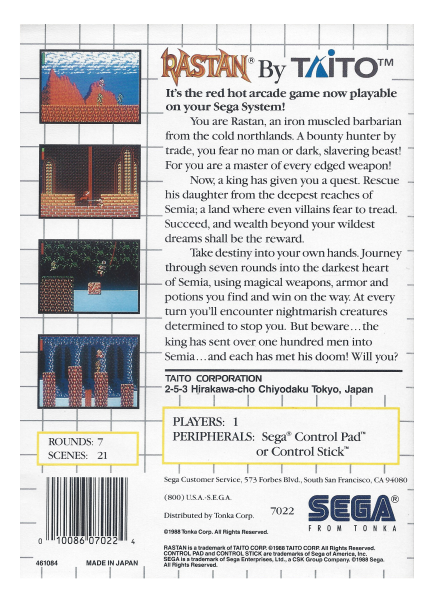 RASTAN® By TAITO™
It's the red hot arcade game now playable
on your Sega System!
You are Rastan, an iron muscled barbarian
from the cold northlands. A bounty hunter by
trade, you fear no man or dark, slavering beast!
For you are a master of every edged weapon!
Now, a king has given you a quest. Rescue
his daughter from the deepest reaches of
Semia; a land where even villains fear to tread.
Succeed, and wealth beyond your wildest
dreams shall be the reward.
Take destiny into your own hands. Journey
through seven rounds into the darkest heart
of Semia, using magical weapons, armor and
potions you find and win on the way. At every
turn you'll encounter nightmarish creatures
determined to stop you. But beware...the
king has sent over one hundred men into
Semia...and each has met his doom! Will you?
TAITO CORPORATION
2-5-3 Hirakawa-cho Chiyodaku Tokyo, Japan
PLAYERS: 1
PERIPHERALS: Sega® Control Pad™
or Control Stick™
ROUNDS: 7
SCENES: 21
Sega Customer Service, 573 Forbes Blvd., South San Francisco, CA 94080
(800) U.S.A.-S.E.G.A.
Distributed by Tonka Corp. 7022
SEGA®
FROM TONKA
©1988 Tonka Corp. All Rights Reserved.
RASTAN is a trademark of TAITO CORP. ©1988 TAITO CORP. All Rights Reserved.
CONTROL PAD and CONTROL STICK are trademarks of Sega of America, Inc.
SEGA is a trademark of Sega Enterprises, Ltd., a CSK Group Company. ©1988 Sega.
All Rights Reserved.
0 10086 07022 4
461084 MADE IN JAPAN